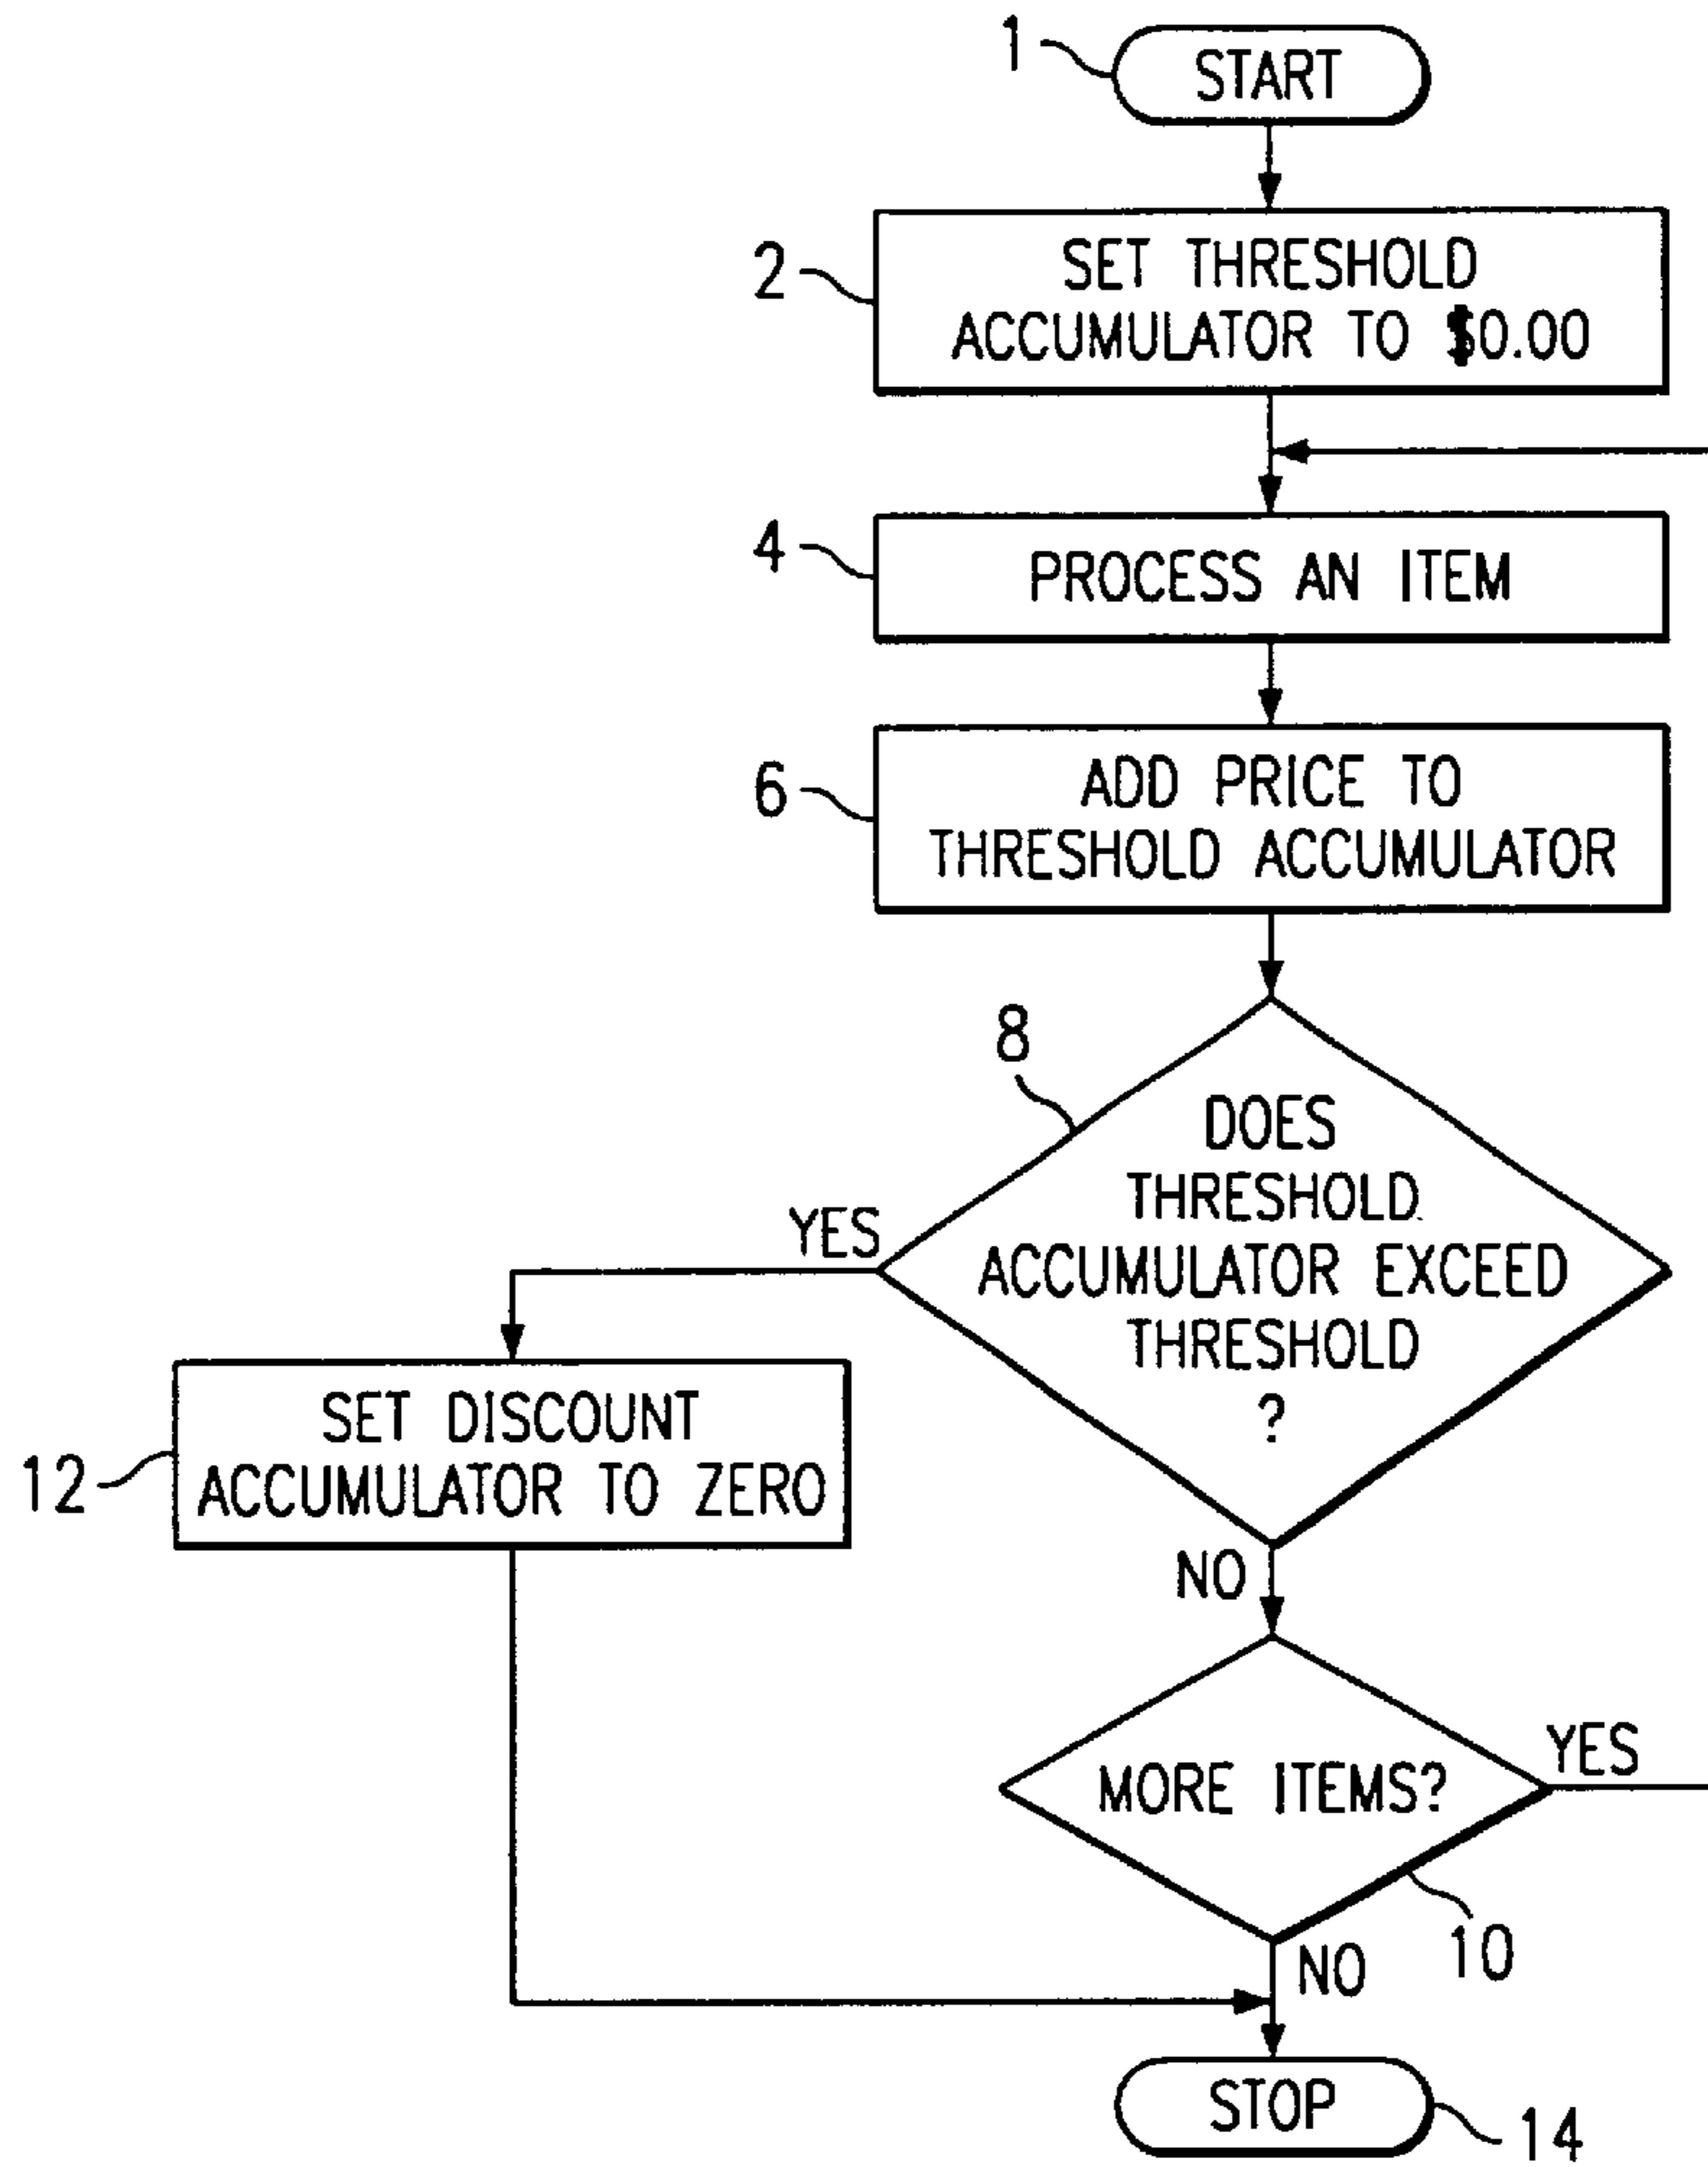 1
START
2
SET THRESHOLD
ACCUMULATOR TO $0.00
4
PROCESS AN ITEM
6
ADD PRICE TO
THRESHOLD ACCUMULATOR
8
DOES
THRESHOLD
ACCUMULATOR EXCEED
THRESHOLD
?
YES
12
SET DISCOUNT
ACCUMULATOR TO ZERO
NO
MORE ITEMS?
YES
10
NO
STOP
14